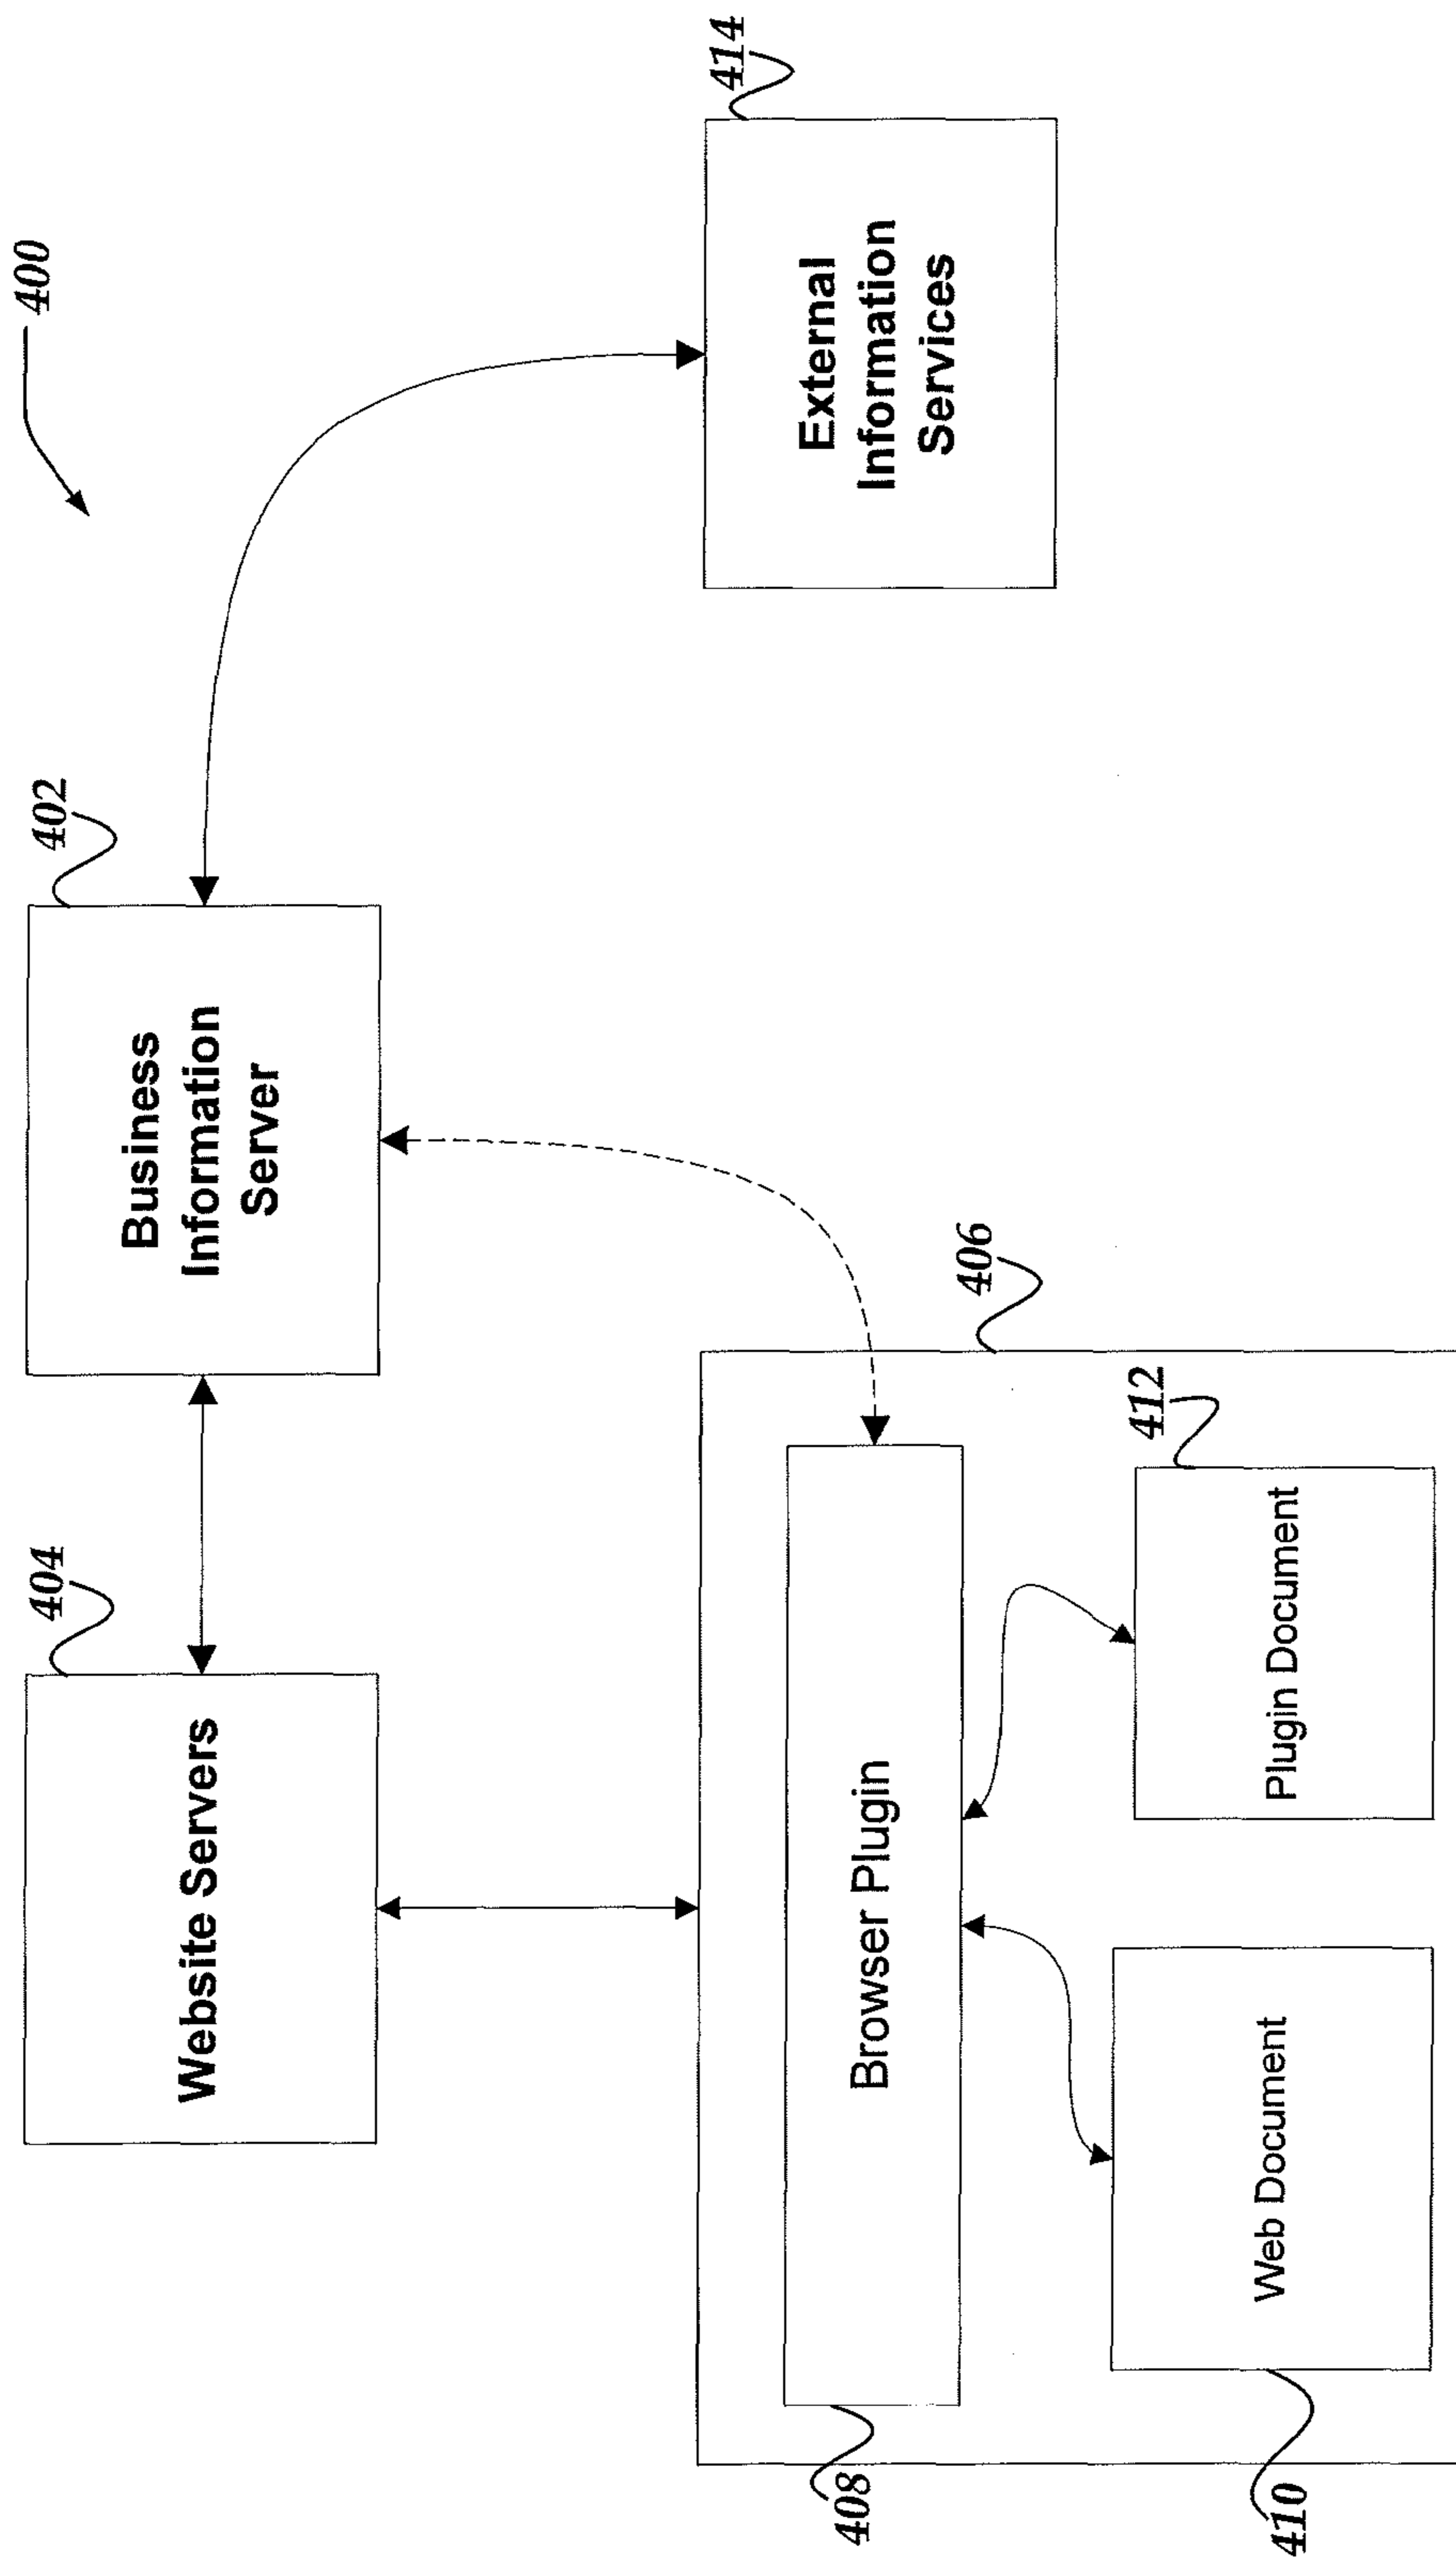 400
404
Website Servers
402
Business
Information
Server
414
External
Information
Services
406
408
Browser Plugin
410
Web Document
412
Plugin Document